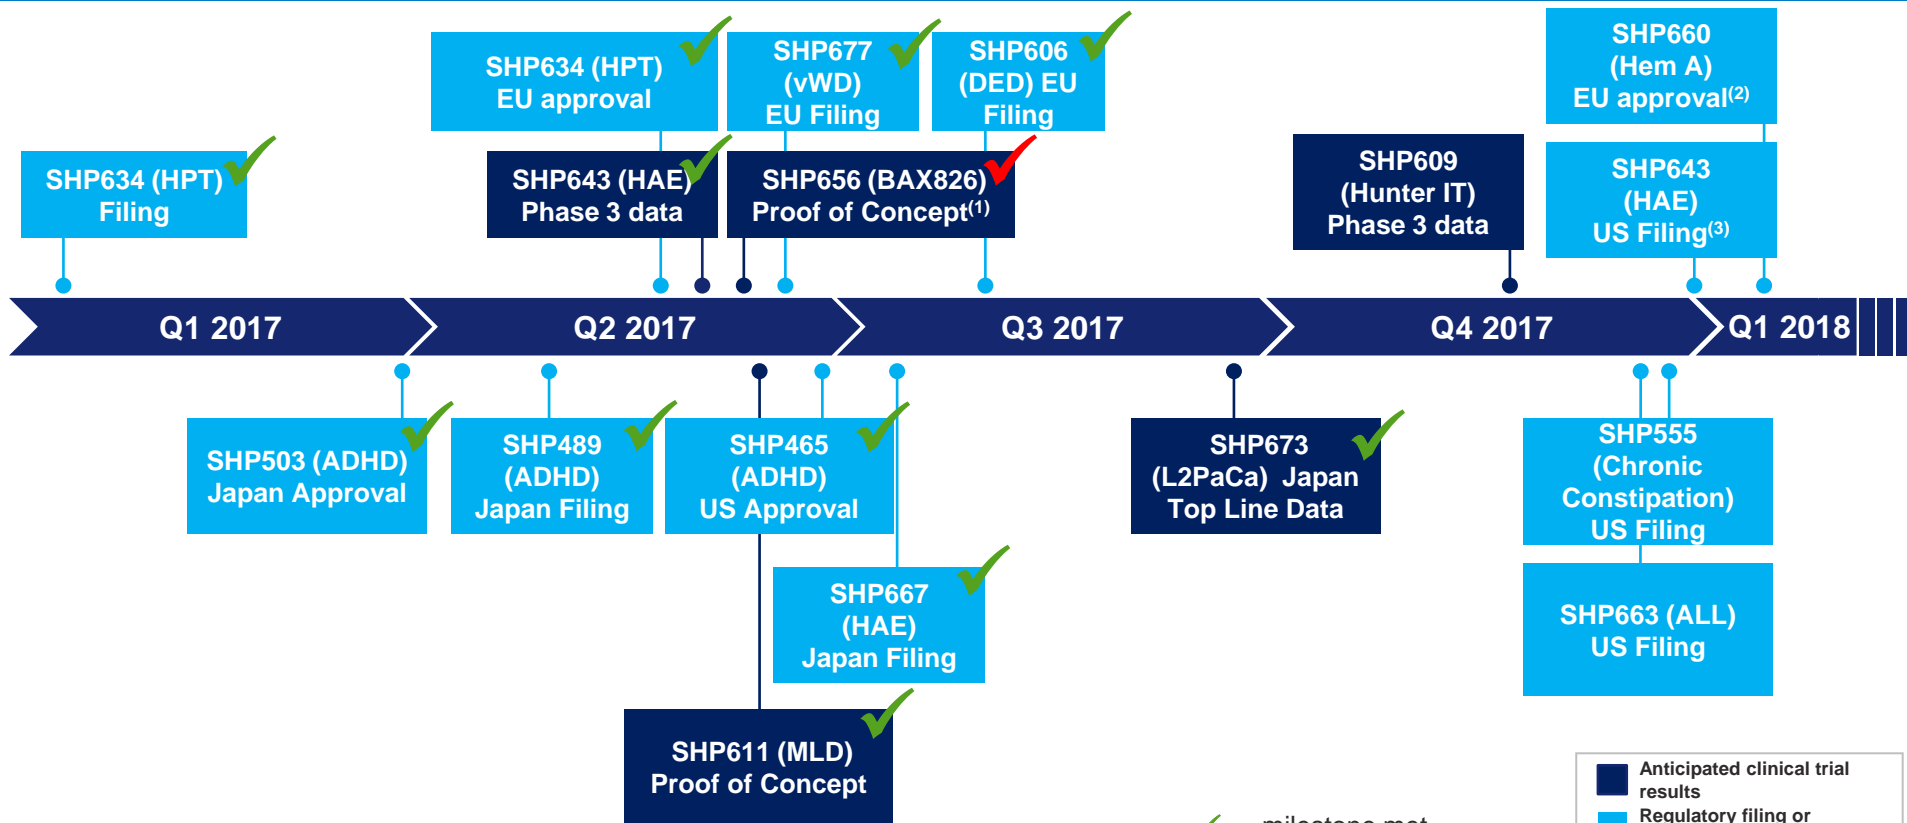 SHP634 (HPT)
EU approval
SHP677
(vWD)
EU Filing
SHP606
(DED) EU
Filing
SHP660
(Hem A)
EU approval(2)
SHP634 (HPT)
Filing
SHP643 (HAE)
Phase 3 data
SHP656 (BAX826)
Proof of Concept(1)
SHP609
(Hunter IT)
Phase 3 data
SHP643
(HAE)
US Filing(3)
Q1 2017
Q2 2017
Q3 2017
Q4 2017
Q1 2018
SHP503 (ADHD)
Japan Approval
SHP489
(ADHD)
Japan Filing
SHP465
(ADHD)
US Approval
SHP673
(L2PaCa) Japan
Top Line Data
SHP555
(Chronic
Constipation)
US Filing
SHP667
(HAE)
Japan Filing
SHP663 (ALL)
US Filing
SHP611 (MLD)
Proof of Concept
milestone met
Anticipated clinical trial
results
Regulatory filing or